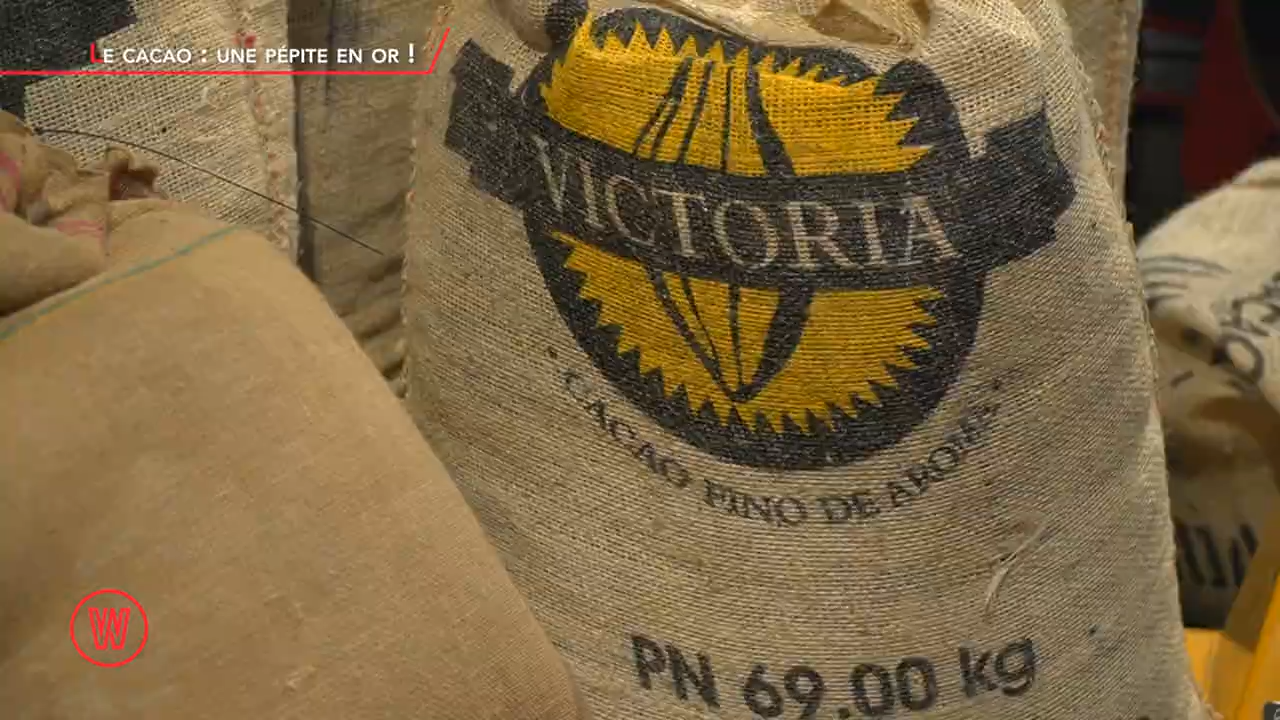 LE CACAO : UNE PÉPITE EN OR !
VICTORIA
CACAO FINO DE AROMA
W
PN 69.00 kg